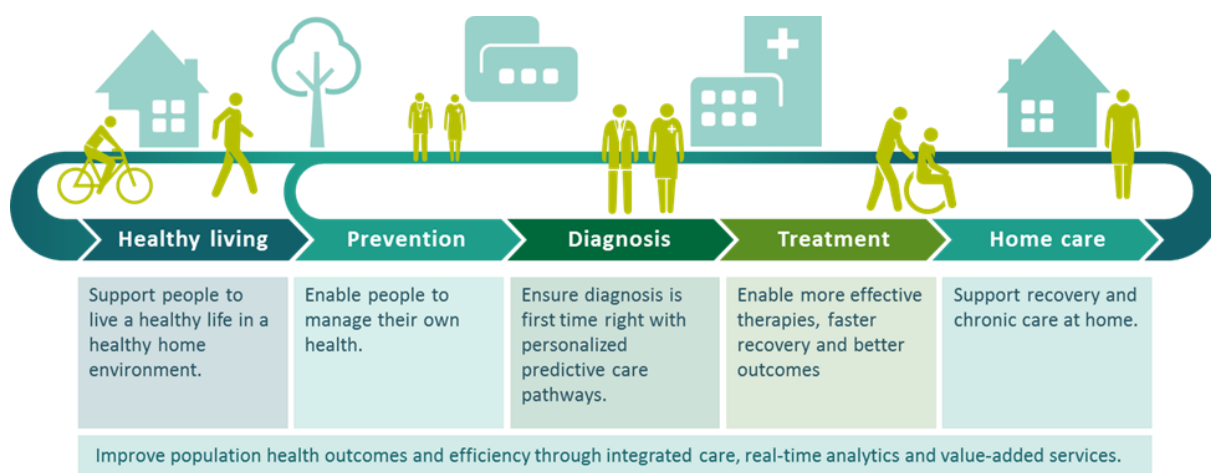 Healthy living
Prevention
Diagnosis
Treatment
Home care
Support people to
live a healthy life in a
healthy home
environment.
Enable people to
manage their own
health.
Ensure diagnosis is
first time right with
personalized
predictive care
pathways.
Enable more effective
therapies, faster
recovery and better
outcomes
Support recovery and
chronic care at home.
Improve population health outcomes and efficiency through integrated care, real-time analytics and value-added services.